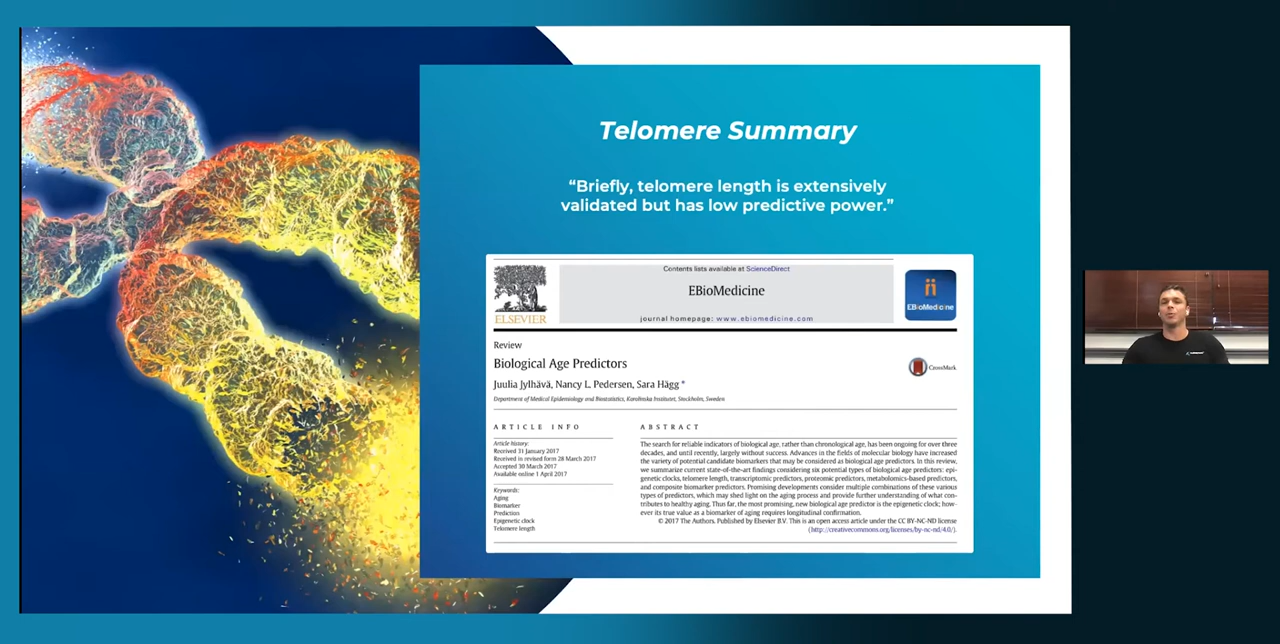 Telomere Summary
“Briefly, telomere length is extensively
validated but has low predictive power.”
Contents lists available at ScienceDirect
EBioMedicine
journal homepage: www.ebiomedicine.com
ELSEVIER
EBioMedicine
Review
Biological Age Predictors
CrossMark
Juulia Jylhävä, Nancy L. Pedersen, Sara Hägg *
Department of Medical Epidemiology and Biostatistics, Karolinska Institutet, Stockholm, Sweden
ARTICLE INFO
Article history:
Received 31 January 2017
Received in revised form 28 March 2017
Accepted 30 March 2017
Available online 1 April 2017
Keywords:
Aging
Biomarker
Prediction
Epigenetic clock
Telomere length
ABSTRACT
The search for reliable indicators of biological age, rather than chronological age, has been ongoing for over three
decades, and until recently, largely without success. Advances in the fields of molecular biology have increased
the variety of potential candidate biomarkers that may be considered as biological age predictors. In this review,
we summarize current state-of-the-art findings considering six potential types of biological age predictors: epi-
genetic clocks, telomere length, transcriptomic predictors, proteomic predictors, metabolomics-based predictors,
and composite biomarker predictors. Promising developments consider multiple combinations of these various
types of predictors, which may shed light on the aging process and provide further understanding of what con-
tributes to healthy aging. Thus far, the most promising, new biological age predictor is the epigenetic clock; how-
ever its true value as a biomarker of aging requires longitudinal confirmation.
© 2017 The Authors. Published by Elsevier B.V. This is an open access article under the CC BY-NC-ND license
(http://creativecommons.org/licenses/by-nc-nd/4.0/).